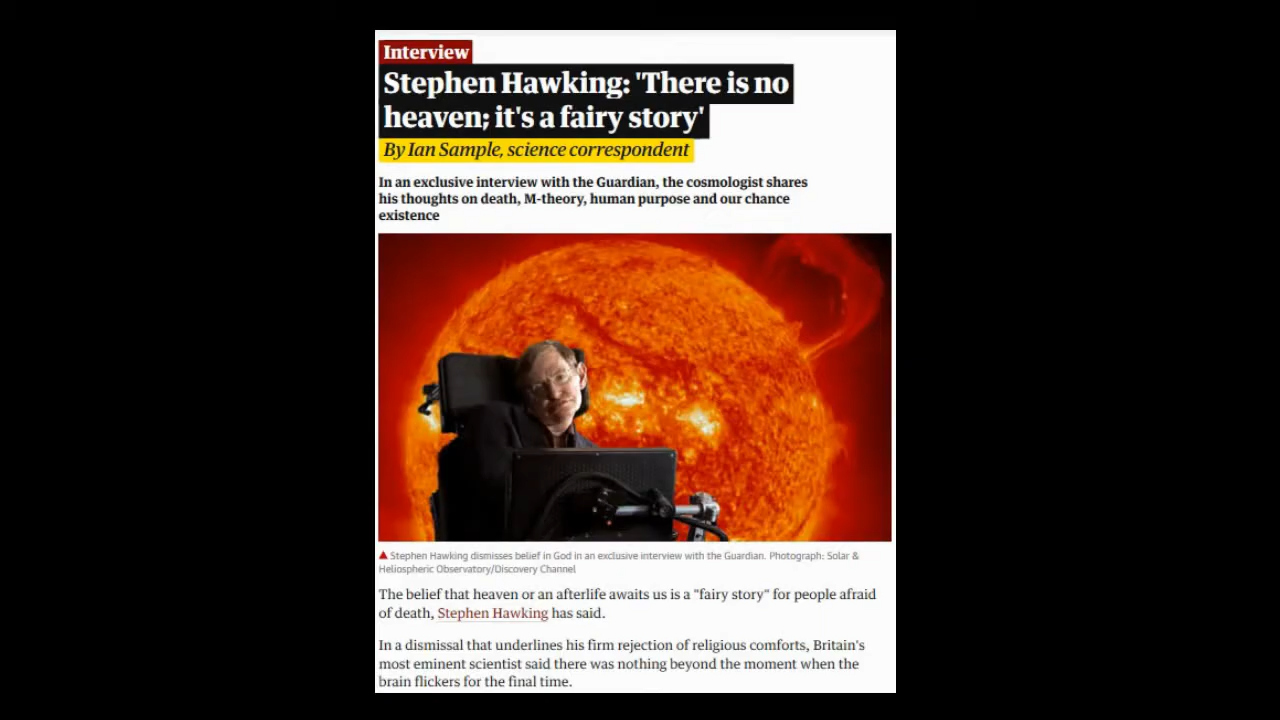 Interview
Stephen Hawking: 'There is no
heaven; it's a fairy story'
By Ian Sample, science correspondent
In an exclusive interview with the Guardian, the cosmologist shares
his thoughts on death, M-theory, human purpose and our chance
existence
Stephen Hawking dismisses belief in God in an exclusive interview with the Guardian. Photograph: Solar &
Heliospheric Observatory/Discovery Channel
The belief that heaven or an afterlife awaits us is a "fairy story" for people afraid
of death, Stephen Hawking has said.
In a dismissal that underlines his firm rejection of religious comforts, Britain's
most eminent scientist said there was nothing beyond the moment when the
brain flickers for the final time.